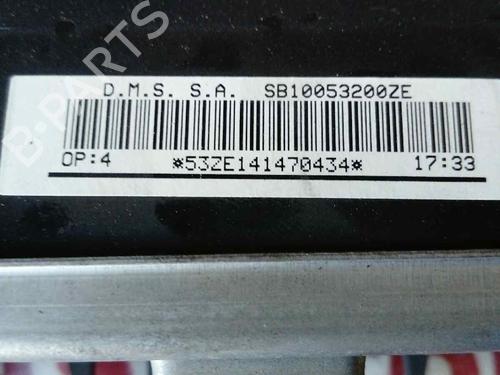 D.M.S. S.A. SB10053200ZE
OP:4 *53ZE141470434* 17:33
B-PARTS